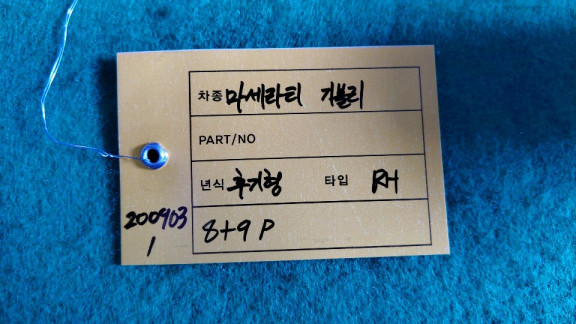 차종 마세라티 기블리
PART/NO
년식 후기형 타입 RH
8+9 P
200903
1